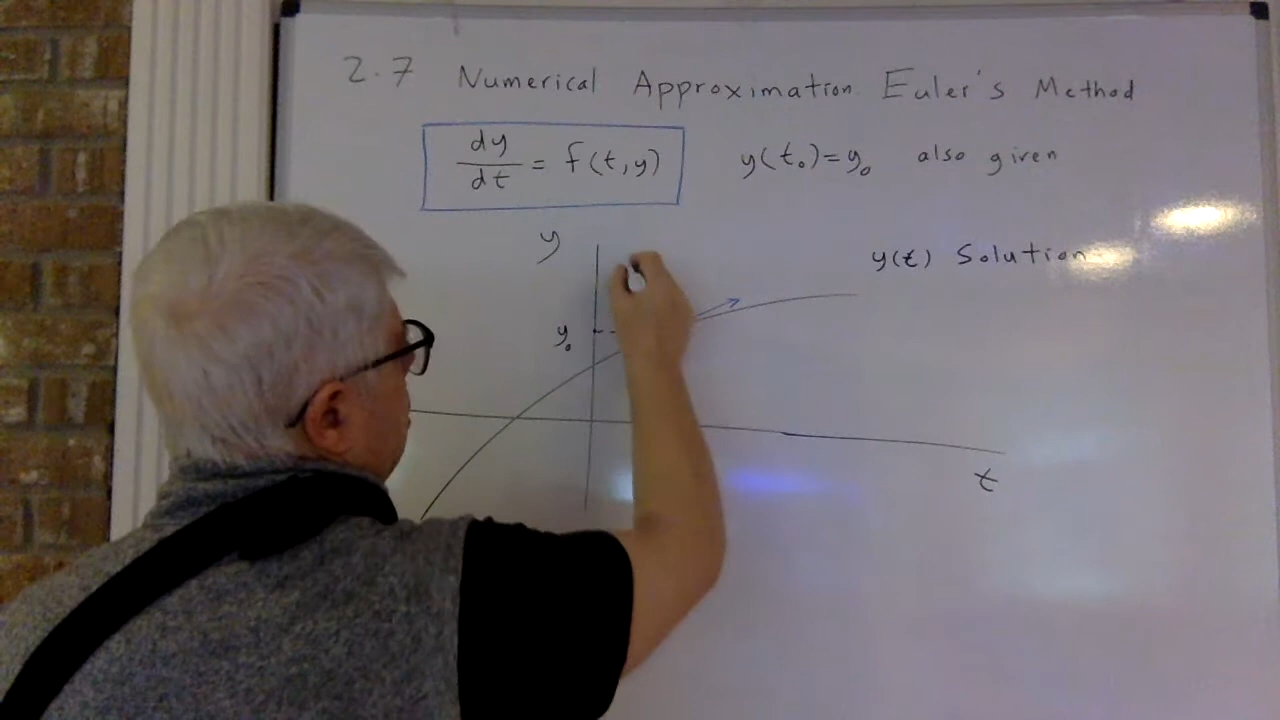 2.7 Numerical Approximation Euler's Method
dy/dt = f(t,y) y(t₀)=y₀ also given
y
y(t) Solution
y₀
t